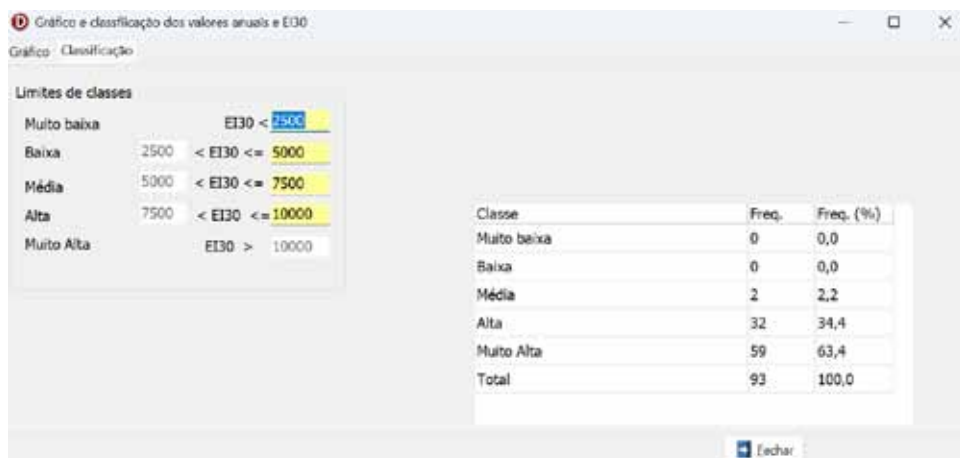 Gráfico e classificação dos valores anuais e EI30
Gráfico Classificação
Limites de classes
Muito baixa EI30 < 2500
Baixa 2500 < EI30 <= 5000
Média 5000 < EI30 <= 7500
Alta 7500 < EI30 <= 10000
Muito Alta EI30 > 10000
Classe Freq. Freq. (%)
Muito baixa 0 0,0
Baixa 0 0,0
Média 2 2,2
Alta 32 34,4
Muito Alta 59 63,4
Total 93 100,0
Fechar